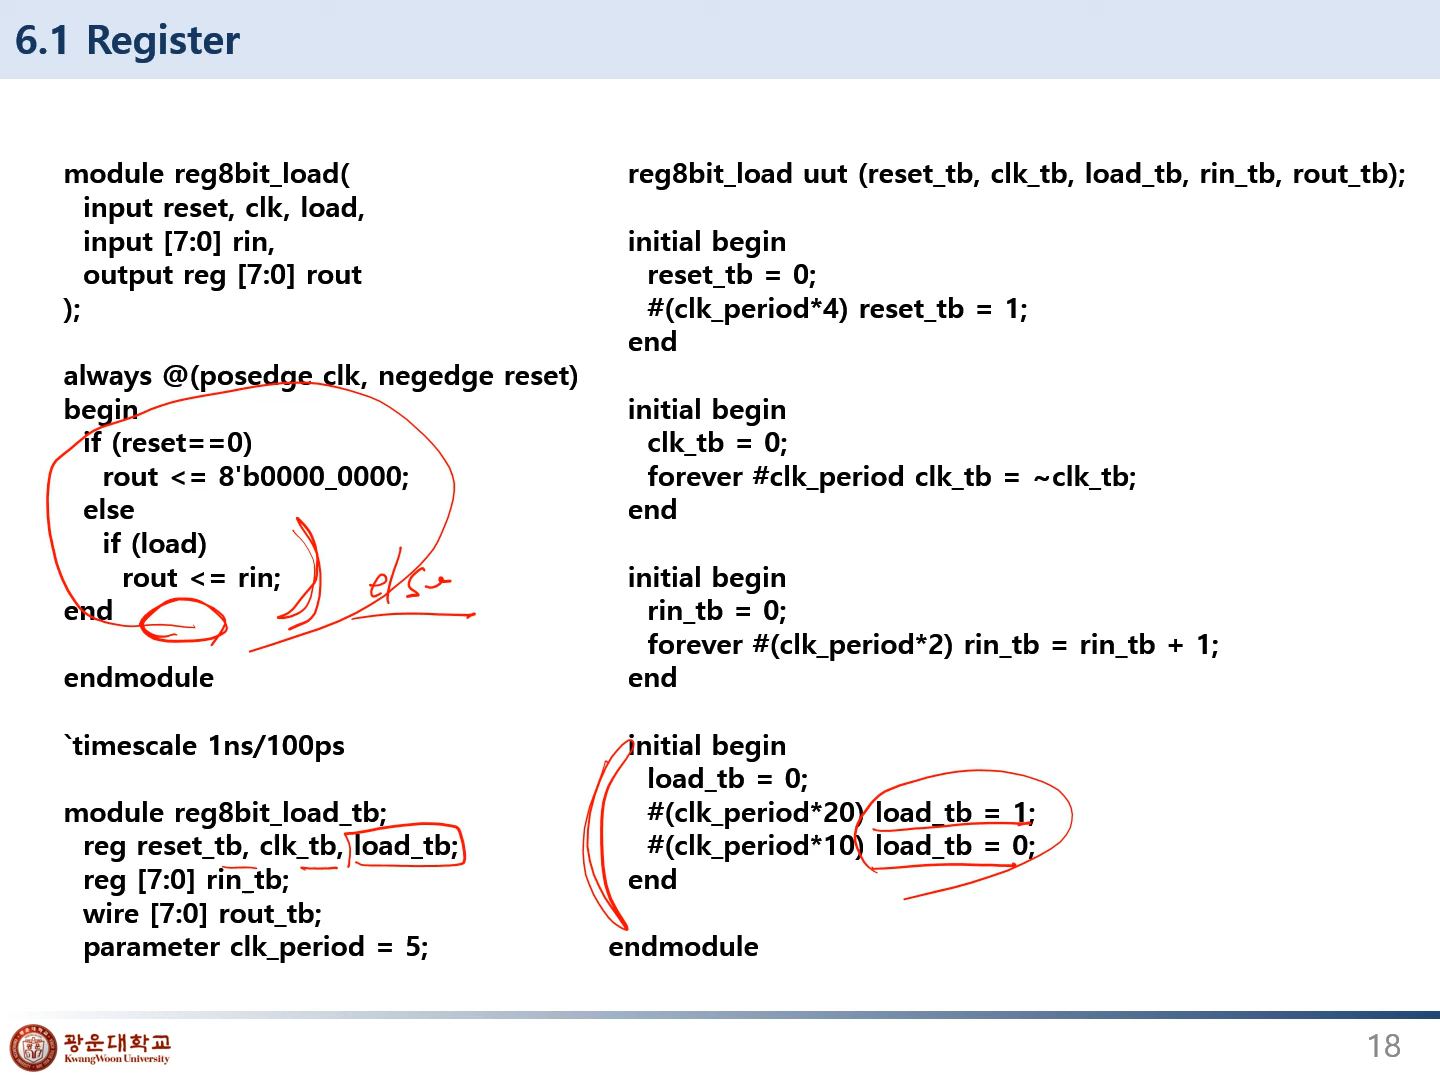 6.1 Register
module reg8bit_load(
input reset, clk, load,
input [7:0] rin,
output reg [7:0] rout
);
always @(posedge clk, negedge reset)
begin
if (reset==0)
rout <= 8'b0000_0000;
else
if (load)
rout <= rin;
else
end
endmodule
`timescale 1ns/100ps
module reg8bit_load_tb;
reg reset_tb, clk_tb, load_tb;
reg [7:0] rin_tb;
wire [7:0] rout_tb;
parameter clk_period = 5;
reg8bit_load uut (reset_tb, clk_tb, load_tb, rin_tb, rout_tb);
initial begin
reset_tb = 0;
#(clk_period*4) reset_tb = 1;
end
initial begin
clk_tb = 0;
forever #clk_period clk_tb = ~clk_tb;
end
initial begin
rin_tb = 0;
forever #(clk_period*2) rin_tb = rin_tb + 1;
end
initial begin
load_tb = 0;
#(clk_period*20) load_tb = 1;
#(clk_period*10) load_tb = 0;
end
endmodule
광운대학교
KwangWoon University
18